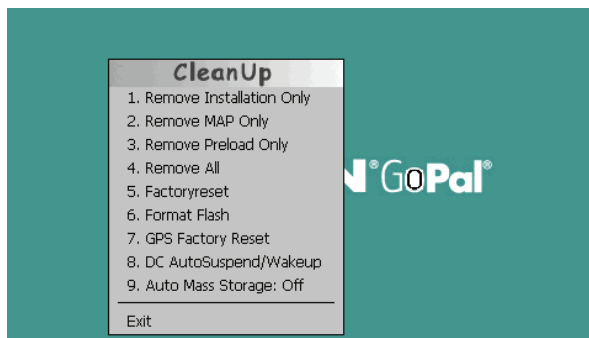 CleanUp
1. Remove Installation Only
2. Remove MAP Only
3. Remove Preload Only
4. Remove All
5. Factoryreset
6. Format Flash
7. GPS Factory Reset
8. DC AutoSuspend/Wakeup
9. Auto Mass Storage: Off
Exit
N®GoPal®